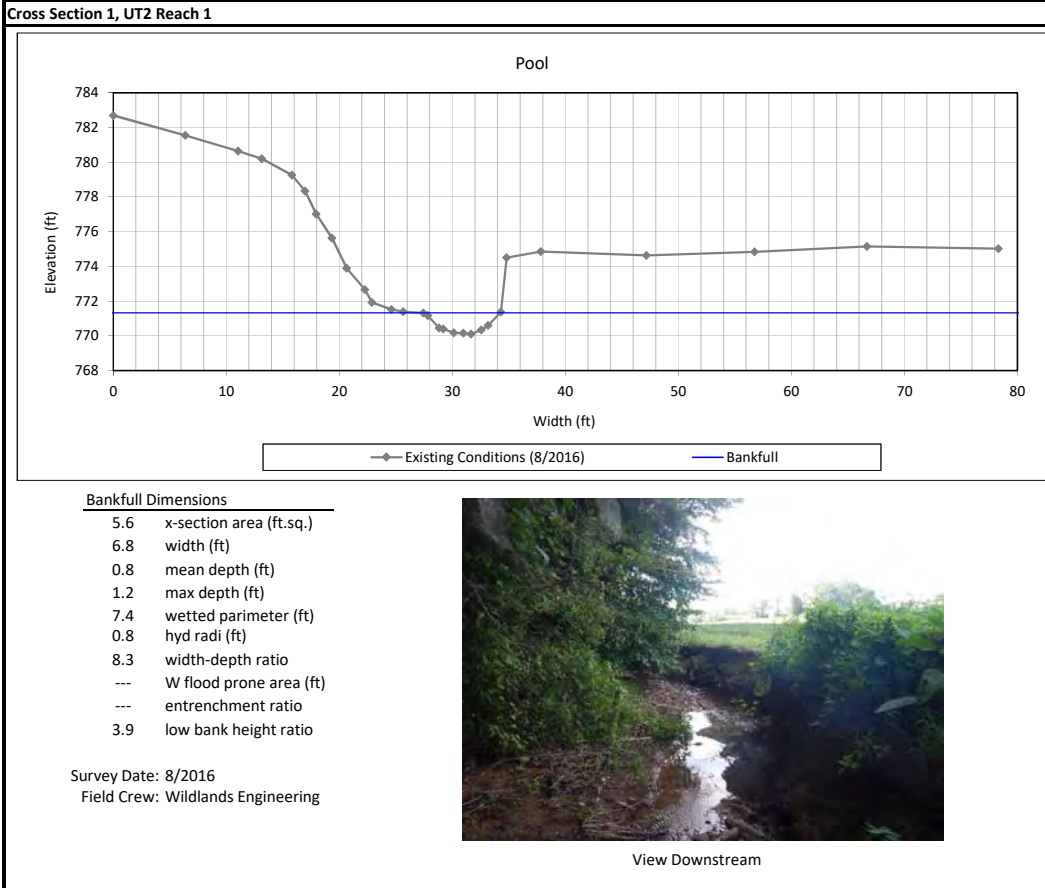 Cross Section 1, UT2 Reach 1
Pool
784
782
780
778
776
774
772
770
768
Elevation (ft)
0 10 20 30 40 50 60 70 80
Width (ft)
Existing Conditions (8/2016) Bankfull
Bankfull Dimensions
5.6 x-section area (ft.sq.)
6.8 width (ft)
0.8 mean depth (ft)
1.2 max depth (ft)
7.4 wetted parimeter (ft)
0.8 hyd radi (ft)
8.3 width-depth ratio
--- W flood prone area (ft)
--- entrenchment ratio
3.9 low bank height ratio
Survey Date: 8/2016
Field Crew: Wildlands Engineering
View Downstream